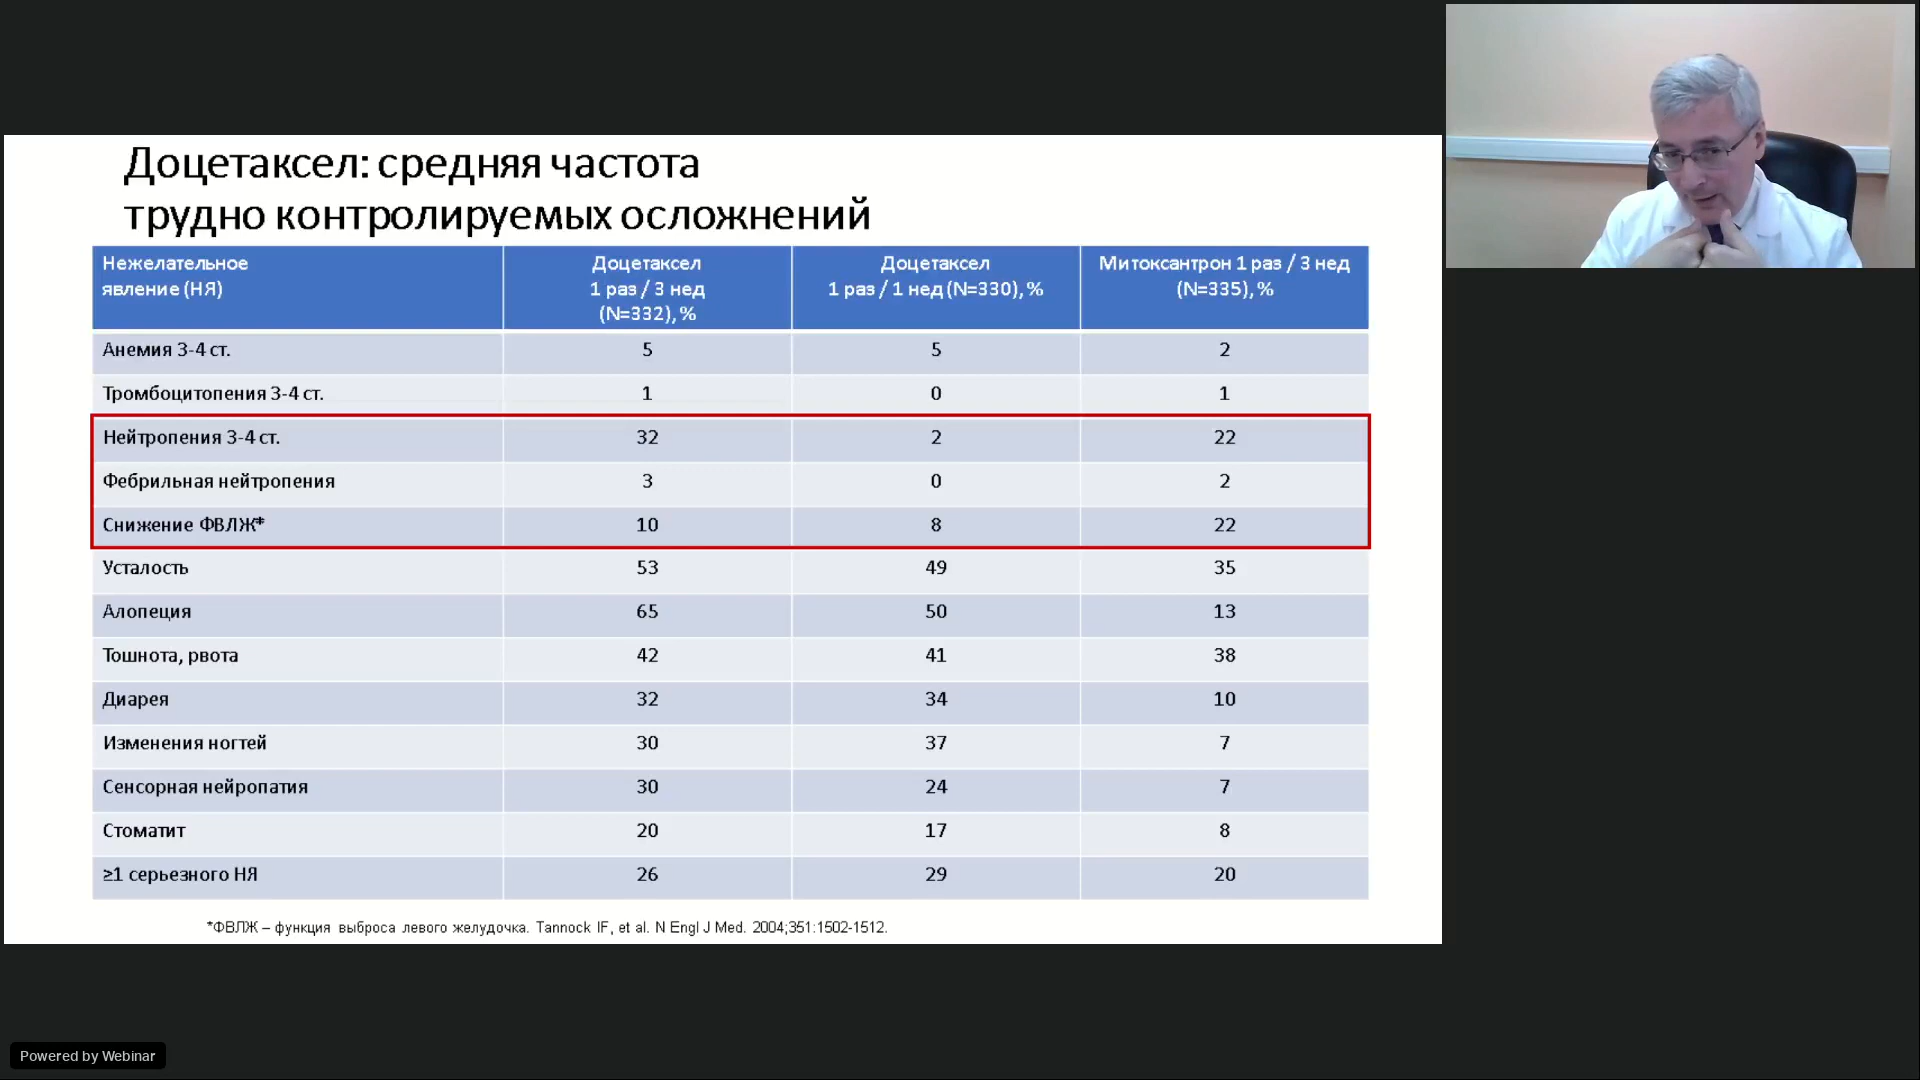 Доцетаксел: средняя частота
трудно контролируемых осложнений
Нежелательное
явление (НЯ)
Доцетаксел
1 раз / 3 нед
(N=332), %
Доцетаксел
1 раз / 1 нед (N=330), %
Митоксантрон 1 раз / 3 нед
(N=335), %
Анемия 3-4 ст. 5 5 2
Тромбоцитопения 3-4 ст. 1 0 1
Нейтропения 3-4 ст. 32 2 22
Фебрильная нейтропения 3 0 2
Снижение ФВЛЖ* 10 8 22
Усталость 53 49 35
Алопеция 65 50 13
Тошнота, рвота 42 41 38
Диарея 32 34 10
Изменения ногтей 30 37 7
Сенсорная нейропатия 30 24 7
Стоматит 20 17 8
≥1 серьезного НЯ 26 29 20
*ФВЛЖ – функция выброса левого желудочка. Tannock IF, et al. N Engl J Med. 2004;351:1502-1512.
Powered by Webinar